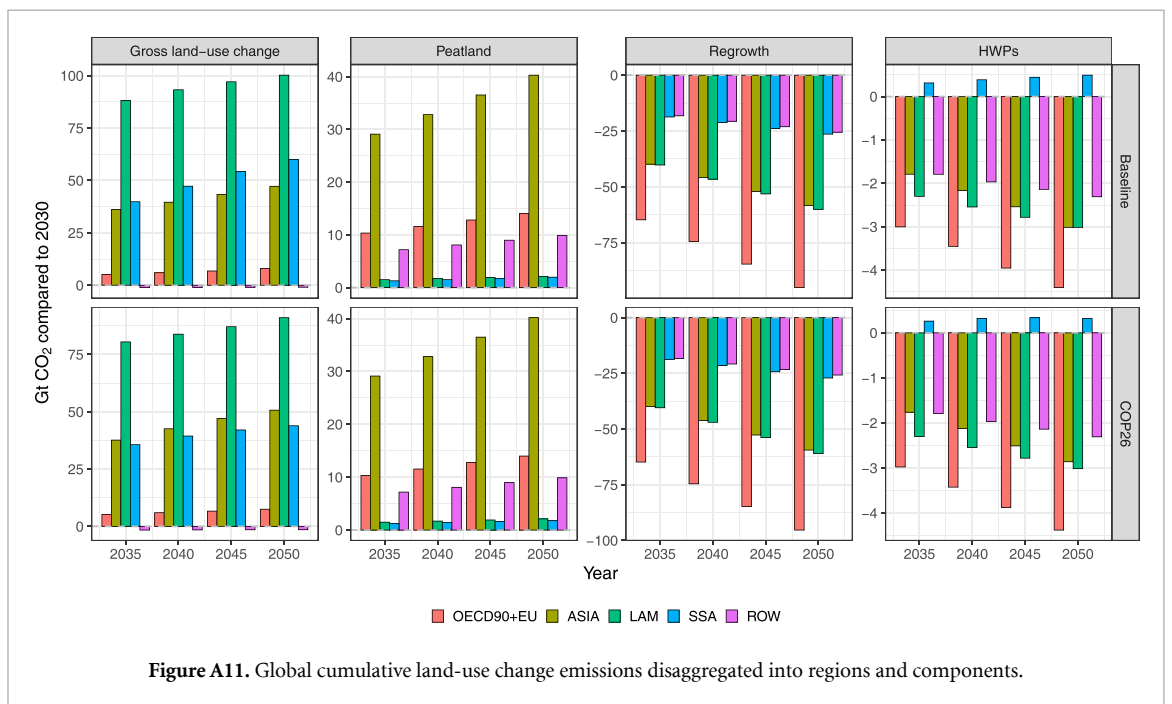 Gross land−use change
Peatland
Regrowth
HWPs
100
75
50
25
0
40
30
20
10
0
0
−25
−50
−75
0
−1
−2
−3
−4
Baseline
Gt CO₂ compared to 2030
75
50
25
0
40
30
20
10
0
0
−25
−50
−75
−100
0
−1
−2
−3
−4
COP26
2035 2040 2045 2050
2035 2040 2045 2050
2035 2040 2045 2050
2035 2040 2045 2050
Year
OECD90+EU ASIA LAM SSA ROW
Figure A11. Global cumulative land-use change emissions disaggregated into regions and components.